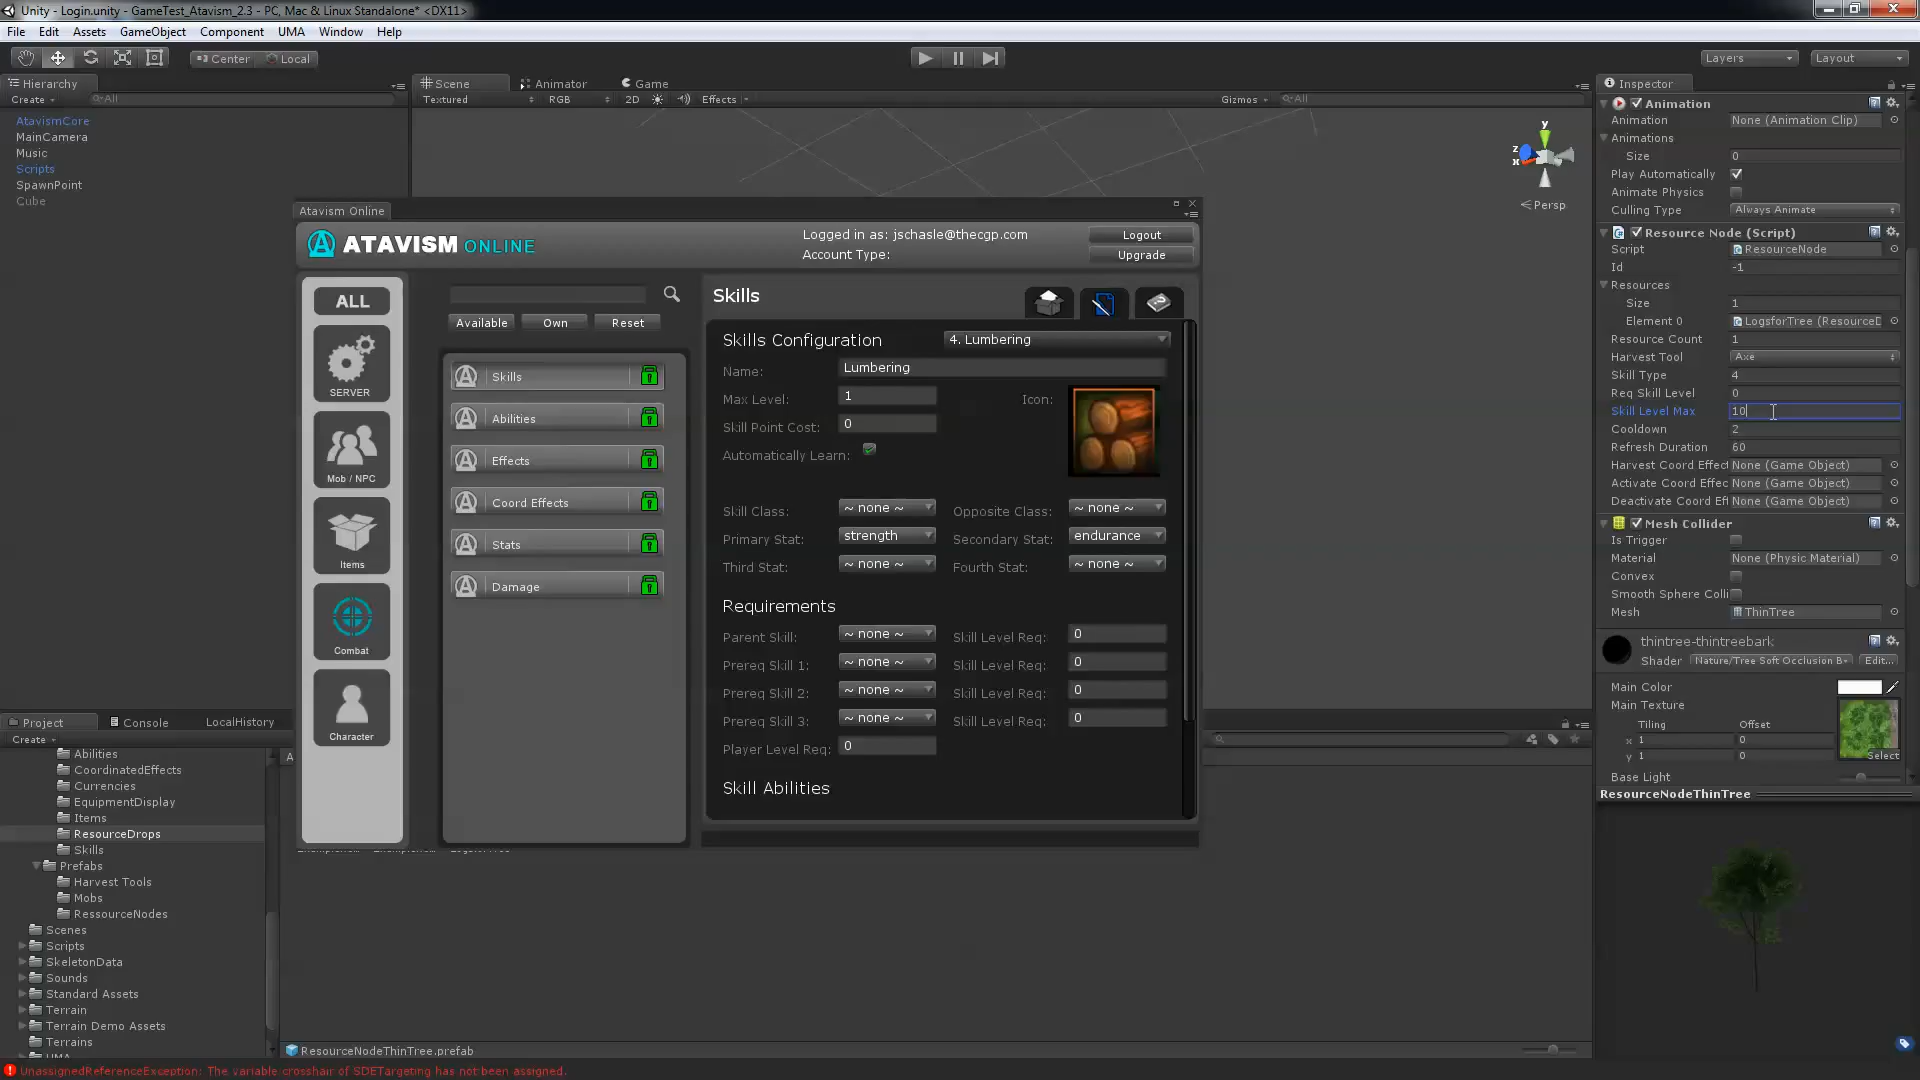 Unity - Login.unity - GameTest_Atavism_2.3 - PC, Mac & Linux Standalone* <DX11>
File Edit Assets GameObject Component UMA Window Help
Center Local
Layers Layout
Hierarchy
Create All
AtavismCore
MainCamera
Music
Scripts
SpawnPoint
Cube
Scene Animator Game
Textured RGB 2D Effects Gizmos All
y
z
x
Persp
Atavism Online
ATAVISM ONLINE
Logged in as: jschasle@thecgp.com
Account Type:
Logout
Upgrade
ALL
SERVER
Mob / NPC
Items
Combat
Character
Available Own Reset
Skills
Abilities
Effects
Coord Effects
Stats
Damage
Skills
Skills Configuration 4. Lumbering
Name: Lumbering
Max Level: 1 Icon:
Skill Point Cost: 0
Automatically Learn:
Skill Class: ~ none ~ Opposite Class: ~ none ~
Primary Stat: strength Secondary Stat: endurance
Third Stat: ~ none ~ Fourth Stat: ~ none ~
Requirements
Parent Skill: ~ none ~ Skill Level Req: 0
Prereq Skill 1: ~ none ~ Skill Level Req: 0
Prereq Skill 2: ~ none ~ Skill Level Req: 0
Prereq Skill 3: ~ none ~ Skill Level Req: 0
Player Level Req: 0
Skill Abilities
Project Console LocalHistory
Create
Abilities
CoordinatedEffects
Currencies
EquipmentDisplay
Items
ResourceDrops
Skills
Prefabs
Harvest Tools
Mobs
RessourceNodes
Scenes
Scripts
SkeletonData
Sounds
Standard Assets
Terrain
Terrain Demo Assets
Terrains
UMA
ResourceNodeThinTree.prefab
UnassignedReferenceException: The variable crosshair of SDETargeting has not been assigned.
Inspector
Animation
Animation None (Animation Clip)
Animations
Size 0
Play Automatically
Animate Physics
Culling Type Always Animate
Resource Node (Script)
Script ResourceNode
Id -1
Resources
Size 1
Element 0 LogsforTree (ResourceD
Resource Count 1
Harvest Tool Axe
Skill Type 4
Req Skill Level 0
Skill Level Max 10
Cooldown 2
Refresh Duration 60
Harvest Coord Effect None (Game Object)
Activate Coord Effec None (Game Object)
Deactivate Coord Ef None (Game Object)
Mesh Collider
Is Trigger
Material None (Physic Material)
Convex
Smooth Sphere Colli
Mesh ThinTree
thintree-thintreebark
Shader Nature/Tree Soft Occlusion B Edit...
Main Color
Main Texture
Tiling Offset
x 1 0
y 1 0
Select
Base Light
ResourceNodeThinTree